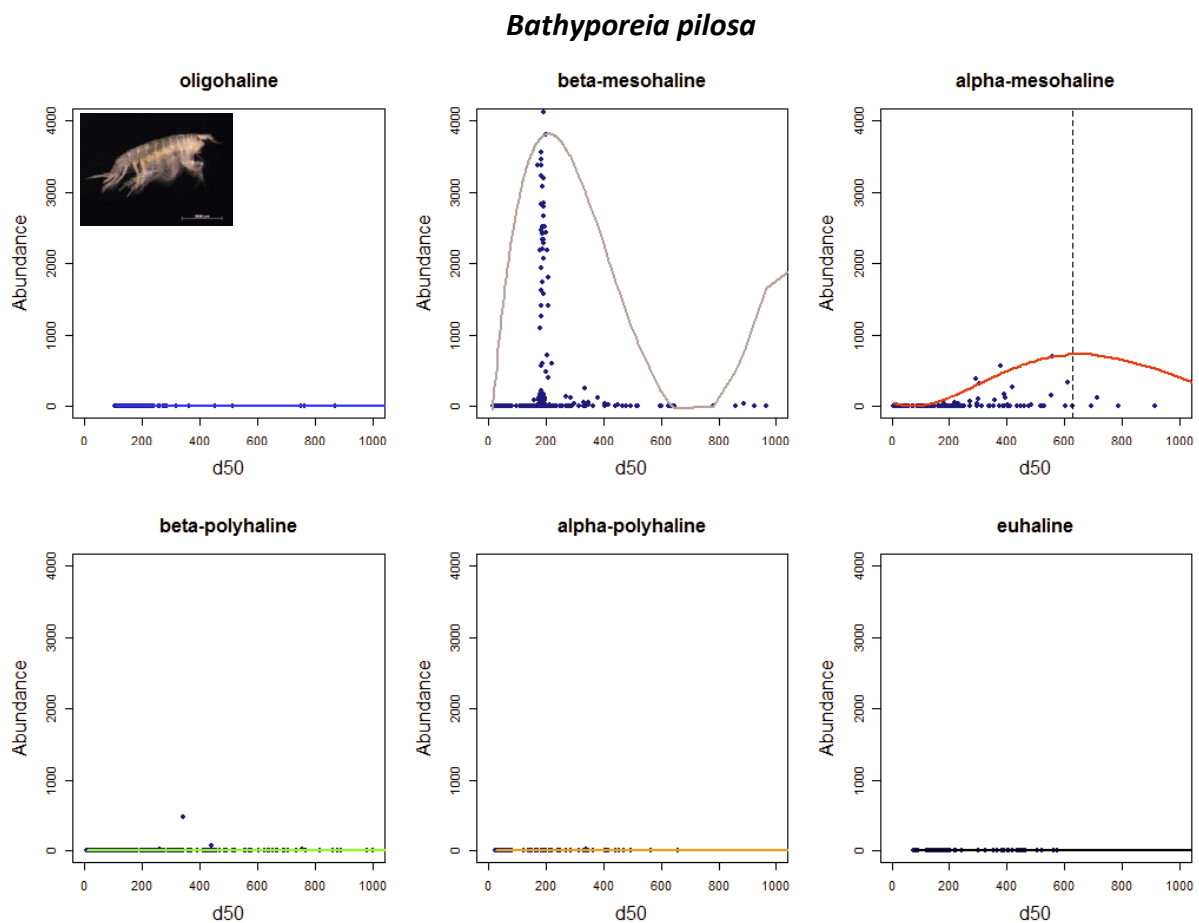 Bathyporeia pilosa
oligohaline
beta-mesohaline
alpha-mesohaline
Abundance
0 1000 2000 3000 4000
0 200 400 600 800 1000
d50
Abundance
0 1000 2000 3000 4000
0 200 400 600 800 1000
d50
Abundance
0 1000 2000 3000 4000
0 200 400 600 800 1000
d50
beta-polyhaline
alpha-polyhaline
euhaline
Abundance
0 1000 2000 3000 4000
0 200 400 600 800 1000
d50
Abundance
0 1000 2000 3000 4000
0 200 400 600 800 1000
d50
Abundance
0 1000 2000 3000 4000
0 200 400 600 800 1000
d50